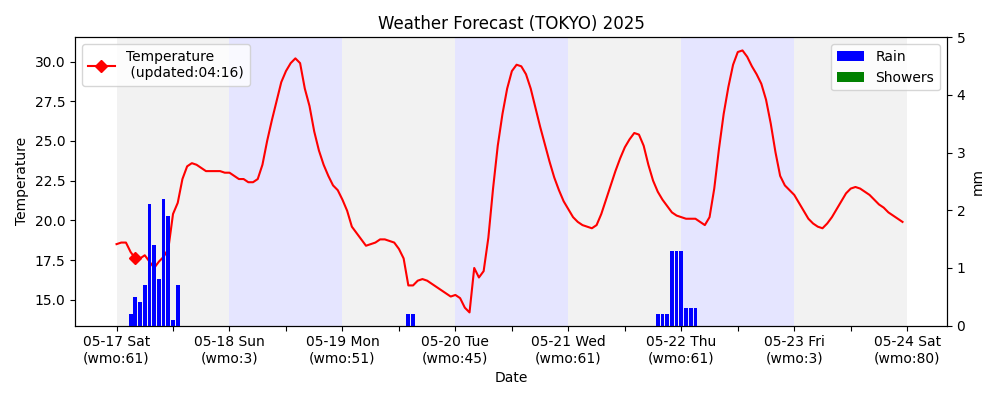 Weather Forecast (TOKYO) 2025
Temperature
(updated:04:16)
Rain
Showers
30.0
27.5
25.0
22.5
20.0
17.5
15.0
Temperature
5
4
3
2
1
0
mm
05-17 Sat
(wmo:61)
05-18 Sun
(wmo:3)
05-19 Mon
(wmo:51)
05-20 Tue
(wmo:45)
05-21 Wed
(wmo:61)
05-22 Thu
(wmo:61)
05-23 Fri
(wmo:3)
05-24 Sat
(wmo:80)
Date